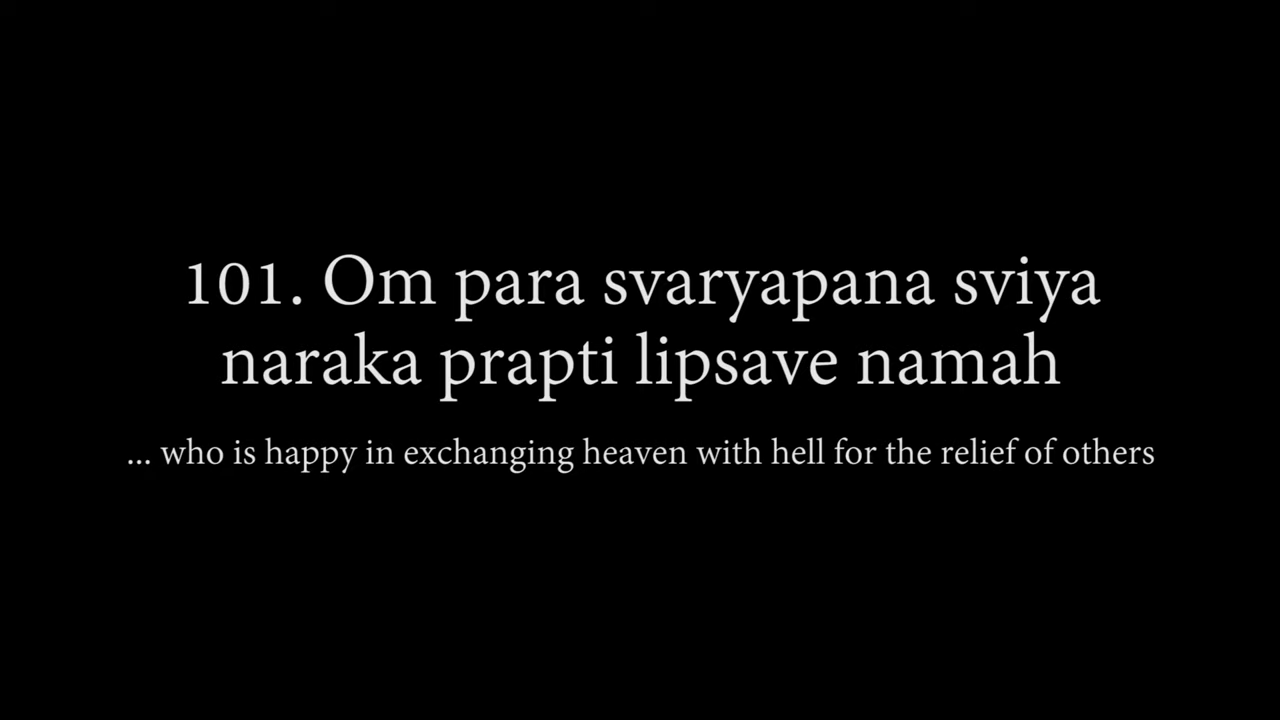 101. Om para svaryapana sviya
naraka prapti lipsave namah
... who is happy in exchanging heaven with hell for the relief of others